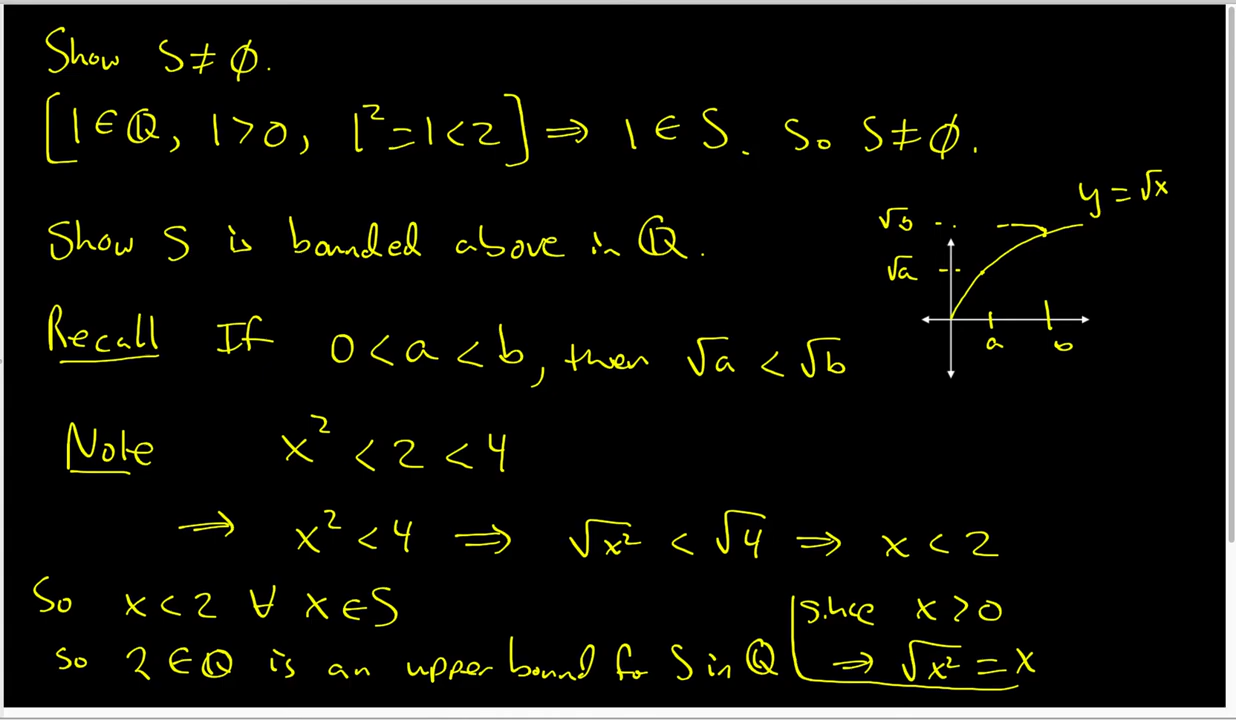 Show S ≠ ∅.
[1 ∈ ℚ, 1 > 0, 1² = 1 < 2] ⇒ 1 ∈ S. So S ≠ ∅.
y = √x
Show S is bounded above in ℚ.
√b
√a
a b
Recall If 0 < a < b, then √a < √b
Note x² < 2 < 4
⇒ x² < 4 ⇒ √x² < √4 ⇒ x < 2
So x < 2 ∀ x ∈ S
so 2 ∈ ℚ is an upper bound for S in ℚ
since x > 0
⇒ √x² = x